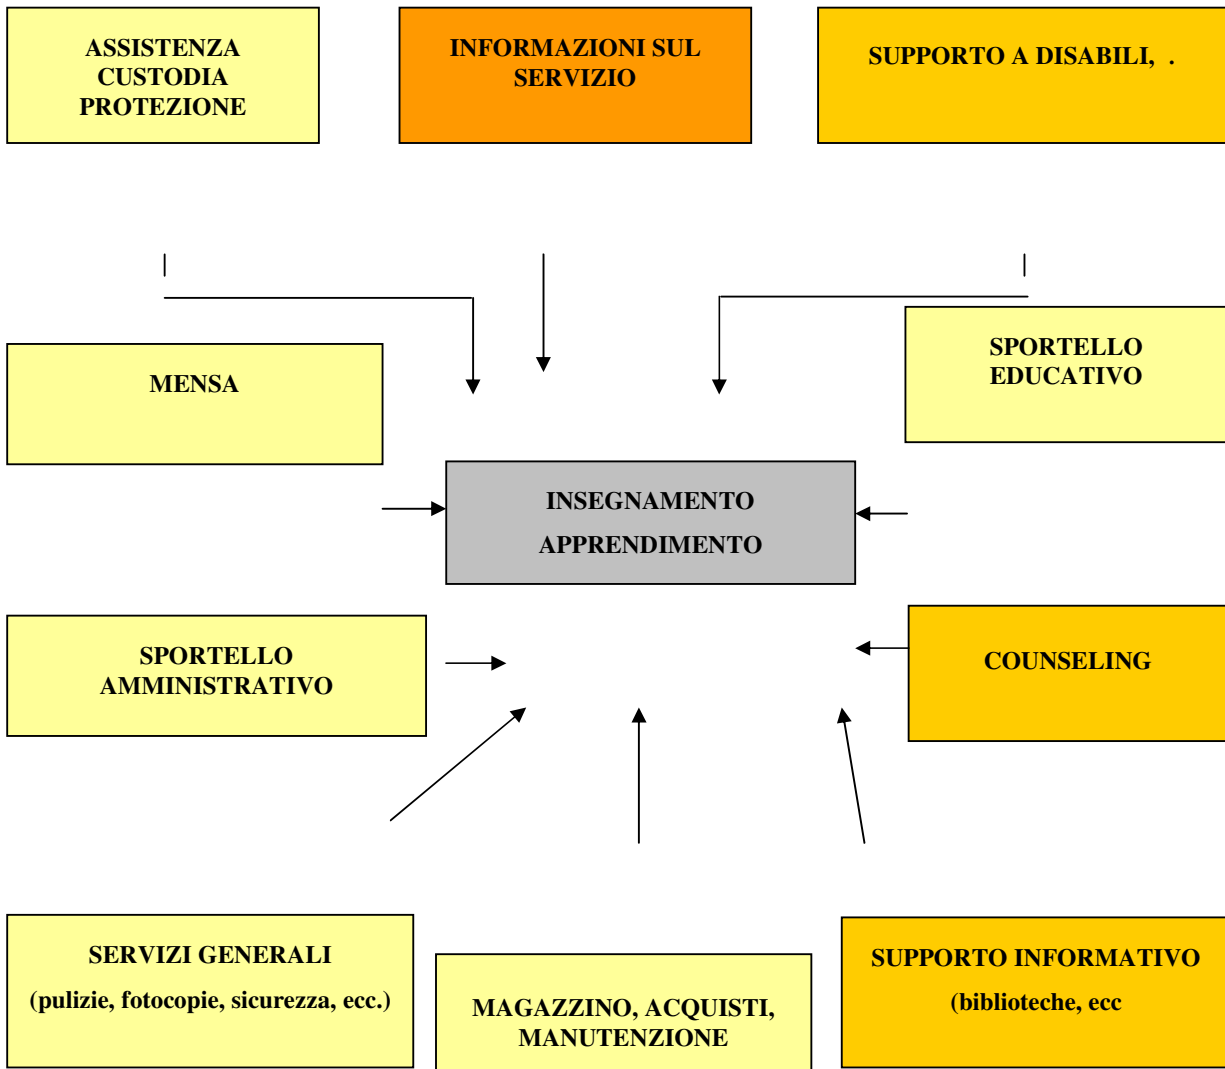 ASSISTENZA
CUSTODIA
PROTEZIONE
INFORMAZIONI SUL
SERVIZIO
SUPPORTO A DISABILI, .
MENSA
SPORTELLO
EDUCATIVO
INSEGNAMENTO
APPRENDIMENTO
SPORTELLO
AMMINISTRATIVO
COUNSELING
SERVIZI GENERALI
(pulizie, fotocopie, sicurezza, ecc.)
MAGAZZINO, ACQUISTI,
MANUTENZIONE
SUPPORTO INFORMATIVO
(biblioteche, ecc